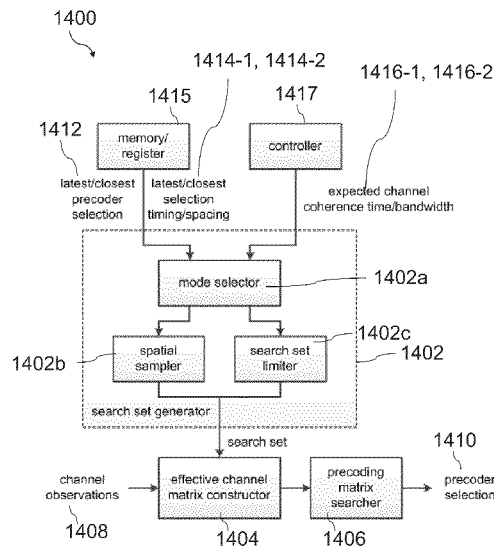 1400
1414-1, 1414-2
1416-1, 1416-2
1415
1417
1412
memory/
register
controller
latest/closest
precoder
selection
latest/closest
selection
timing/spacing
expected channel
coherence time/bandwidth
mode selector
1402a
1402c
1402b
spatial
sampler
search set
limiter
1402
search set generator
search set
1410
channel
observations
effective channel
matrix constructor
precoding
matrix
searcher
precoder
selection
1408
1404
1406